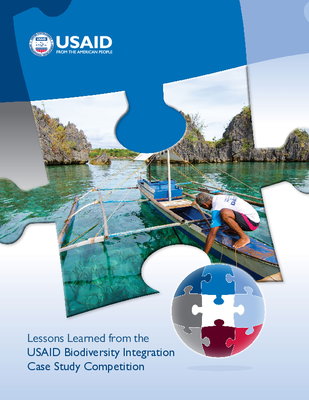 USAID
FROM THE AMERICAN PEOPLE
Lessons Learned from the
USAID Biodiversity Integration
Case Study Competition